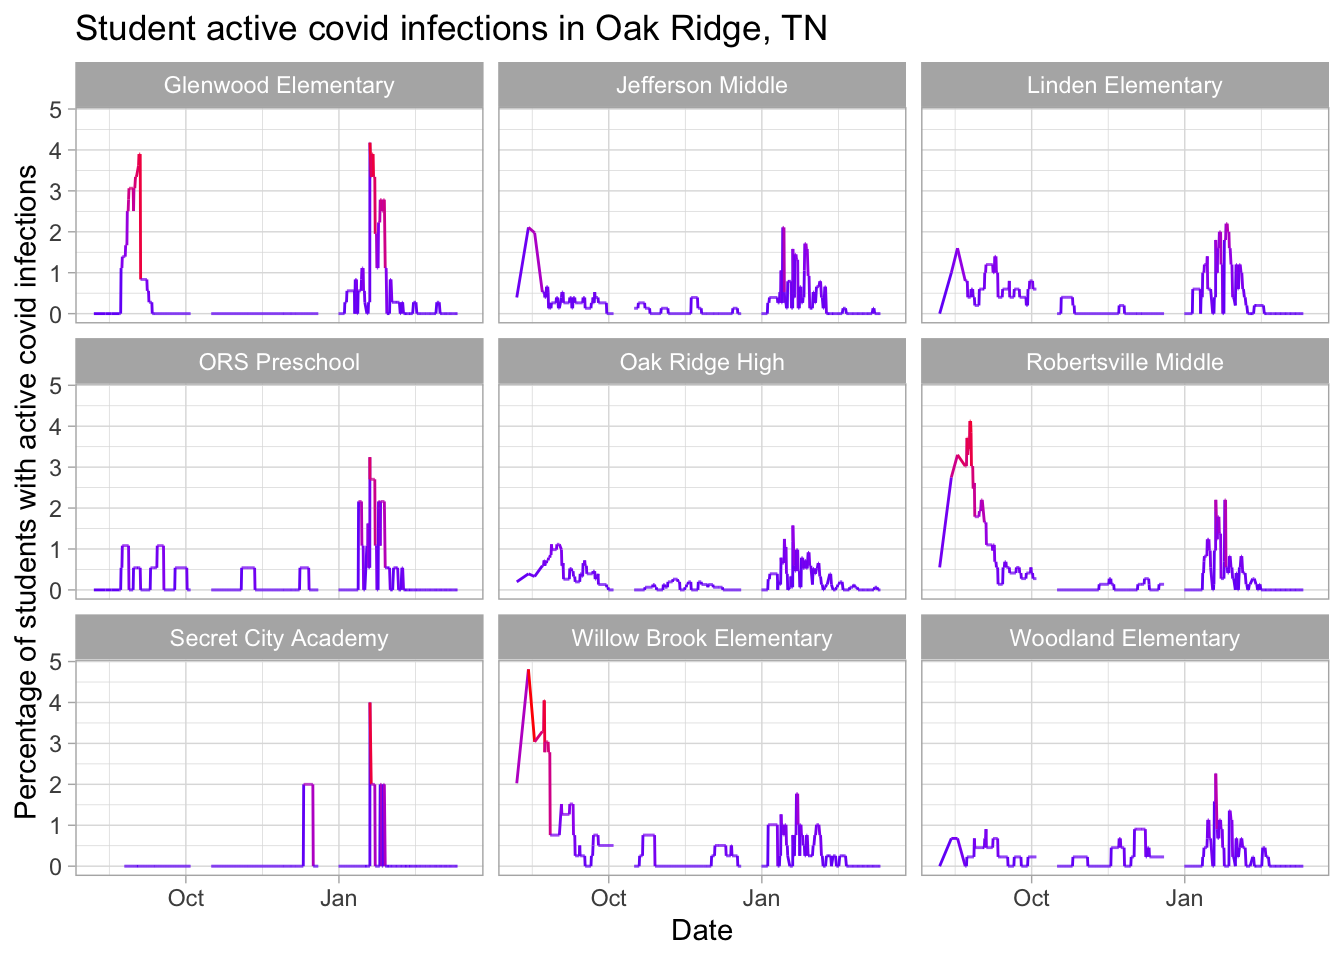 Student active covid infections in Oak Ridge, TN
Glenwood Elementary
Jefferson Middle
Linden Elementary
5
4
3
2
1
0
ORS Preschool
Oak Ridge High
Robertsville Middle
5
4
3
2
1
0
Secret City Academy
Willow Brook Elementary
Woodland Elementary
5
4
3
2
1
0
Percentage of students with active covid infections
Oct
Jan
Oct
Jan
Oct
Jan
Date